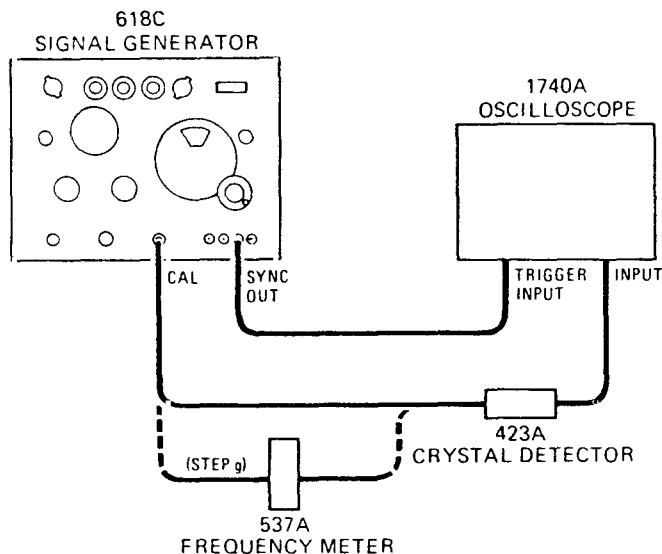 618C
SIGNAL GENERATOR
1740A
OSCILLOSCOPE
CAL
SYNC
OUT
TRIGGER
INPUT
INPUT
423A
CRYSTAL DETECTOR
(STEP g)
537A
FREQUENCY METER